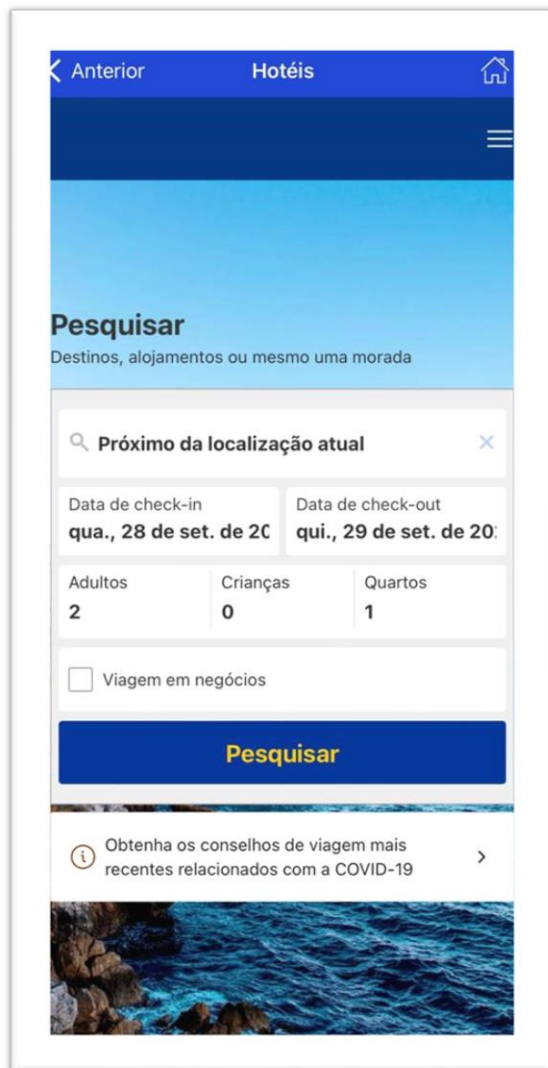 Anterior
Hotéis
Pesquisar
Destinos, alojamentos ou mesmo uma morada
Próximo da localização atual
Data de check-in
qua., 28 de set. de
Data de check-out
qui., 29 de set. de
Adultos
2
Crianças
0
Quartos
1
Viagem em negócios
Pesquisar
Obtenha os conselhos de viagem mais
recentes relacionados com a COVID-19